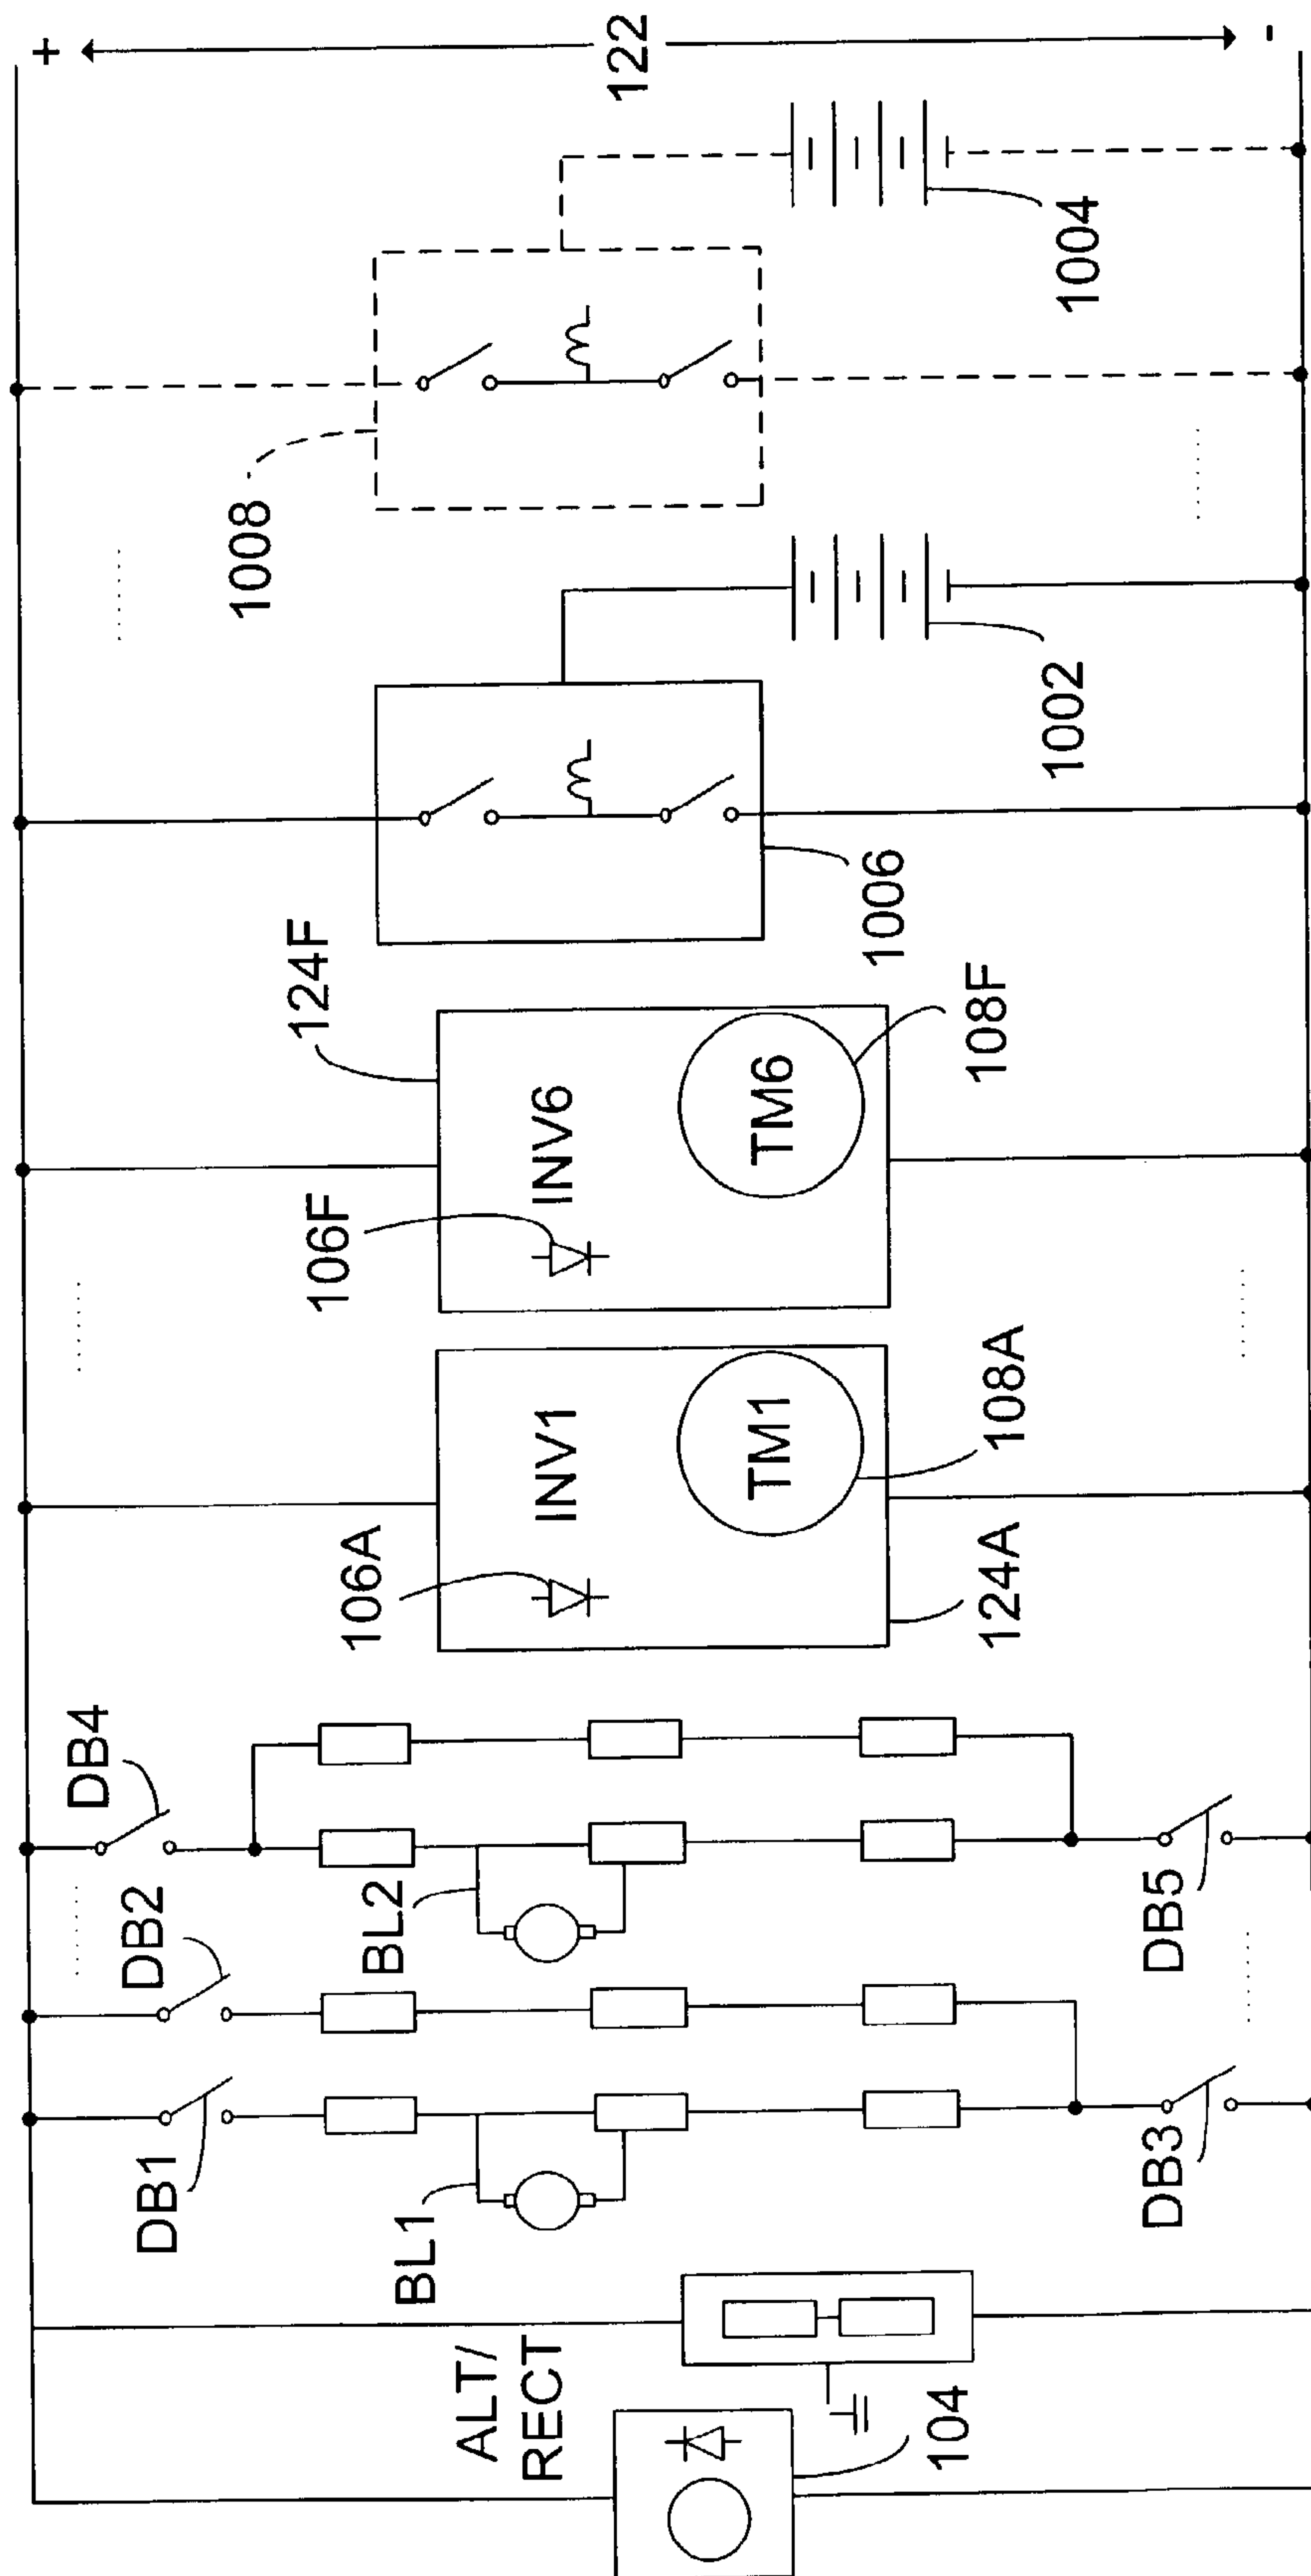 ALT/
RECT
104
BL1
DB1
DB3
DB2
BL2
DB4
DB5
106A
INV1
TM1
124A
108A
106F
INV6
TM6
124F
108F
1006
1002
1008
1004
+
122
-